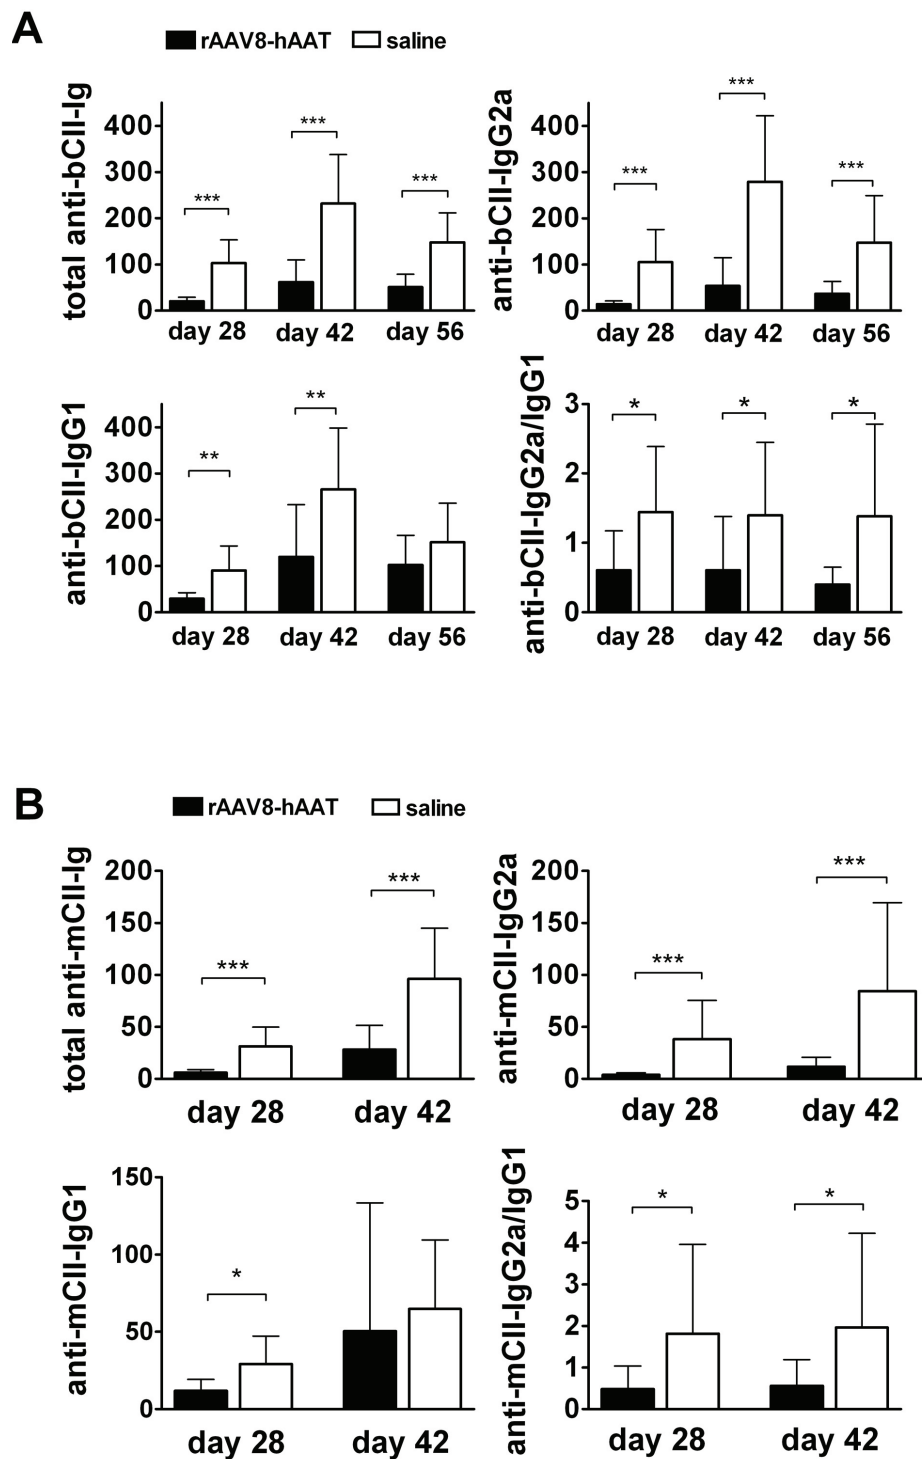 A
rAAV8-hAAT saline
total anti-bCII-Ig
400
300
200
100
0
***
***
***
day 28 day 42 day 56
anti-bCII-IgG2a
400
300
200
100
0
***
***
***
day 28 day 42 day 56
anti-bCII-IgG1
400
300
200
100
0
**
**
day 28 day 42 day 56
anti-bCII-IgG2a/IgG1
3
2
1
0
*
*
*
day 28 day 42 day 56
B
rAAV8-hAAT saline
total anti-mCII-Ig
200
150
100
50
0
***
***
day 28 day 42
anti-mCII-IgG2a
200
150
100
50
0
***
***
day 28 day 42
anti-mCII-IgG1
150
100
50
0
*
day 28 day 42
anti-mCII-IgG2a/IgG1
5
4
3
2
1
0
*
*
day 28 day 42